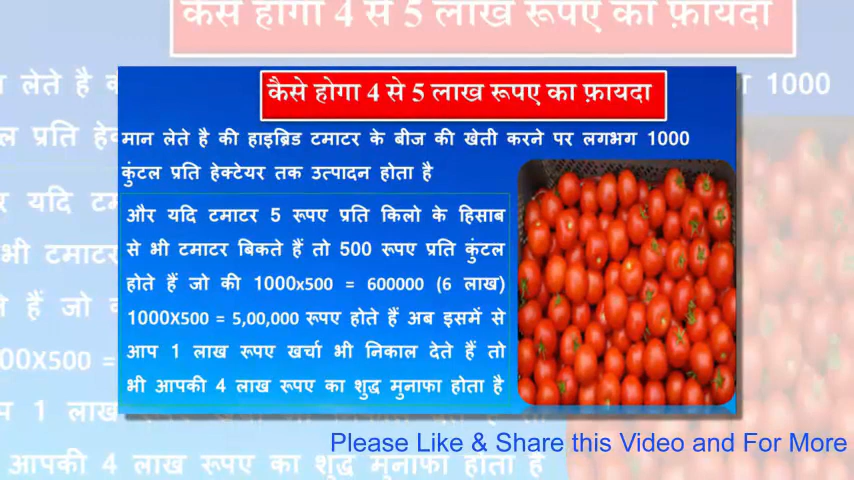 कैसे होगा 4 से 5 लाख रूपए का फ़ायदा
मान लेते है की हाइब्रिड टमाटर के बीज की खेती करने पर लगभग 1000
कुंटल प्रति हेक्टेयर तक उत्पादन होता है
और यदि टमाटर 5 रूपए प्रति किलो के हिसाब
से भी टमाटर बिकते हैं तो 500 रूपए प्रति कुंटल
होते हैं जो की 1000x500 = 600000 (6 लाख)
1000X500 = 5,00,000 रूपए होते हैं अब इसमें से
आप 1 लाख रूपए खर्चा भी निकाल देते हैं तो
भी आपकी 4 लाख रूपए का शुद्ध मुनाफा होता है
Please Like & Share this Video and For More